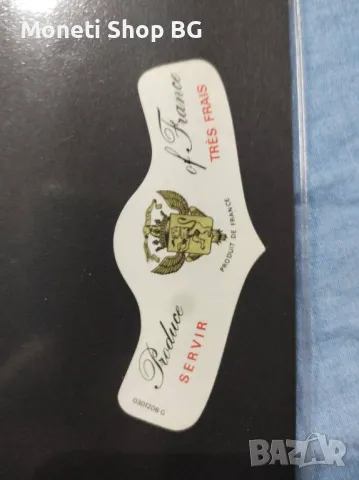 Moneti Shop BG
Produce of France
SERVIR TRÈS FRAIS
PRODUIT DE FRANCE
bazar